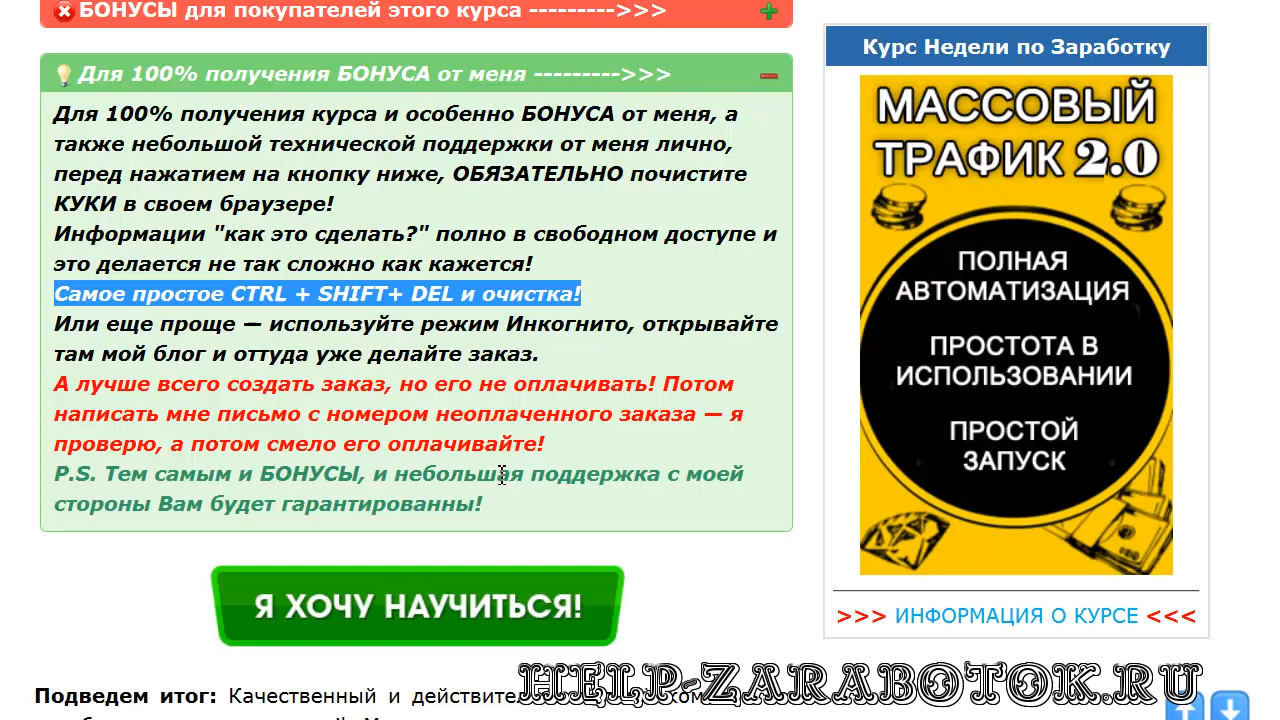 БОНУСЫ для покупателей этого курса --------->>>
Для 100% получения БОНУСА от меня --------->>>
Для 100% получения курса и особенно БОНУСА от меня, а
также небольшой технической поддержки от меня лично,
перед нажатием на кнопку ниже, ОБЯЗАТЕЛЬНО почистите
КУКИ в своем браузере!
Информации "как это сделать?" полно в свободном доступе и
это делается не так сложно как кажется!
Самое простое CTRL + SHIFT+ DEL и очистка!
Или еще проще — используйте режим Инкогнито, открывайте
там мой блог и оттуда уже делайте заказ.
А лучше всего создать заказ, но его не оплачивать! Потом
написать мне письмо с номером неоплаченного заказа — я
проверю, а потом смело его оплачивайте!
P.S. Тем самым и БОНУСЫ, и небольшая поддержка с моей
стороны Вам будет гарантированны!
Я ХОЧУ НАУЧИТЬСЯ!
Подведем итог: Качественный и
Курс Недели по Заработку
МАССОВЫЙ
ТРАФИК 2.0
ПОЛНАЯ
АВТОМАТИЗАЦИЯ
ПРОСТОТА В
ИСПОЛЬЗОВАНИИ
ПРОСТОЙ
ЗАПУСК
>>> ИНФОРМАЦИЯ О КУРСЕ <<<
HELP-ZARABOTOK.RU